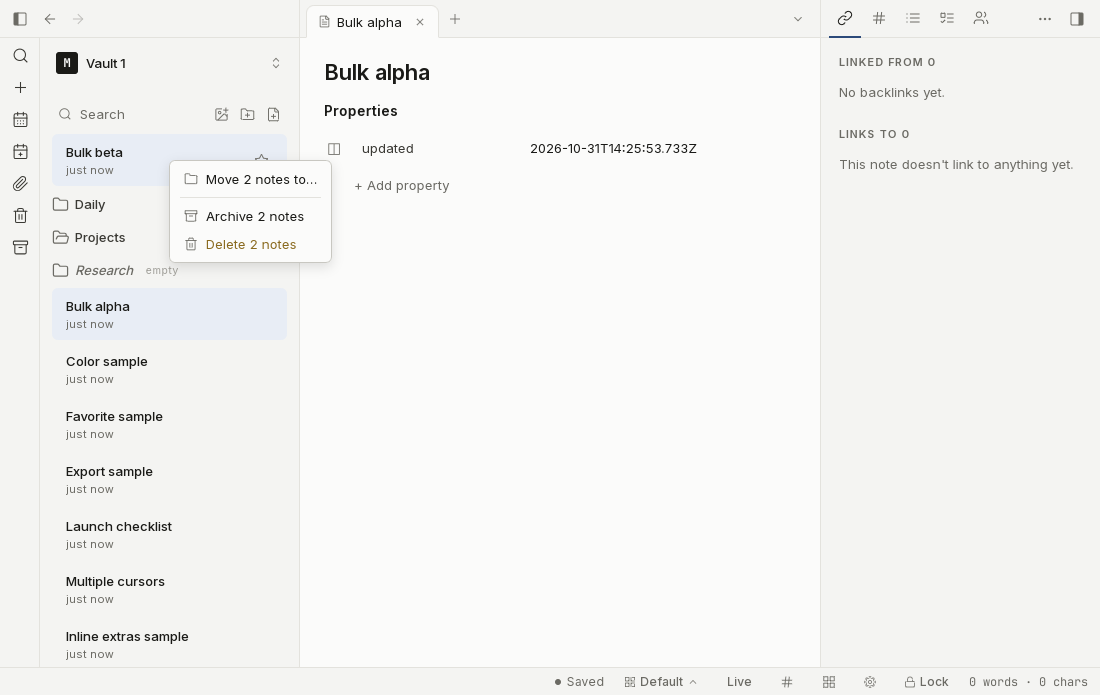 Bulk alpha
M Vault 1
Search
Bulk beta
just now
Move 2 notes to...
Archive 2 notes
Delete 2 notes
Daily
Projects
Research empty
Bulk alpha
just now
Color sample
just now
Favorite sample
just now
Export sample
just now
Launch checklist
just now
Multiple cursors
just now
Inline extras sample
just now
Bulk alpha
Properties
updated 2026-10-31T14:25:53.733Z
+ Add property
LINKED FROM 0
No backlinks yet.
LINKS TO 0
This note doesn't link to anything yet.
Saved Default Live Lock 0 words · 0 chars